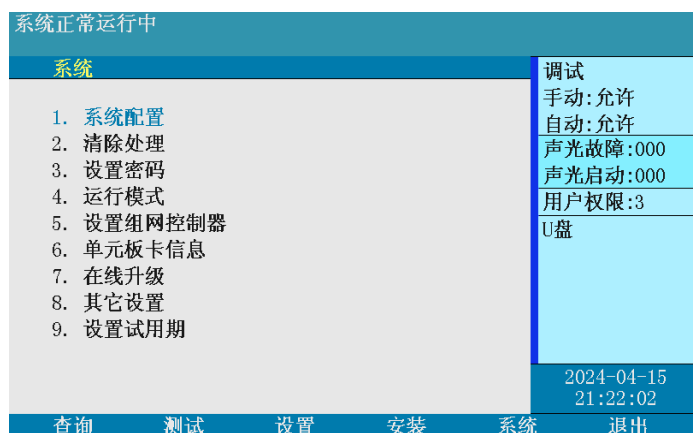 系统正常运行中
系统
1. 系统配置
2. 清除处理
3. 设置密码
4. 运行模式
5. 设置组网控制器
6. 单元板卡信息
7. 在线升级
8. 其它设置
9. 设置试用期
调试
手动:允许
自动:允许
声光故障:000
声光启动:000
用户权限:3
U盘
2024-04-15
21:22:02
查询 测试 设置 安装 系统 退出